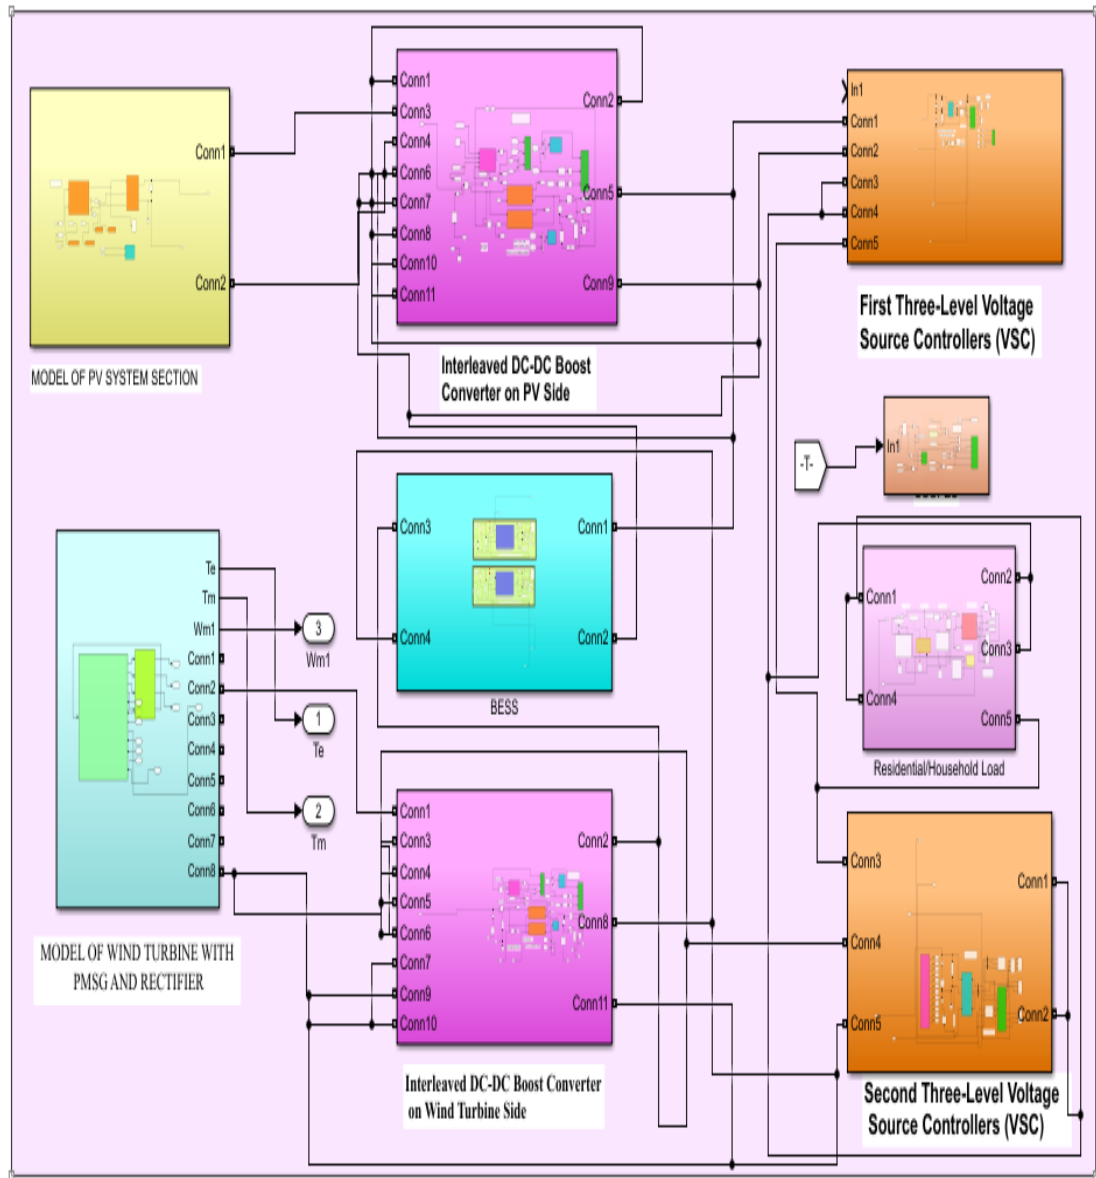 Conn1
Conn2
MODEL OF PV SYSTEM SECTION
Conn1
Conn3
Conn4
Conn6
Conn7
Conn8
Conn10
Conn11
Conn2
Conn5
Conn9
Interleaved DC-DC Boost
Converter on PV Side
In1
Conn1
Conn2
Conn3
Conn4
Conn5
First Three-Level Voltage
Source Controllers (VSC)
-T-
In1
Conn3
Conn4
Conn1
Conn2
BESS
Te
Tm
Wm1
Conn1
Conn2
Conn3
Conn4
Conn5
Conn6
Conn7
Conn8
3
Wm1
1
Te
2
Tm
MODEL OF WIND TURBINE WITH
PMSG AND RECTIFIER
Conn1
Conn4
Conn2
Conn3
Conn5
Residential/Household Load
Conn1
Conn3
Conn4
Conn5
Conn6
Conn7
Conn9
Conn10
Conn2
Conn8
Conn11
Interleaved DC-DC Boost Converter
on Wind Turbine Side
Conn3
Conn4
Conn5
Conn1
Conn2
Second Three-Level Voltage
Source Controllers (VSC)